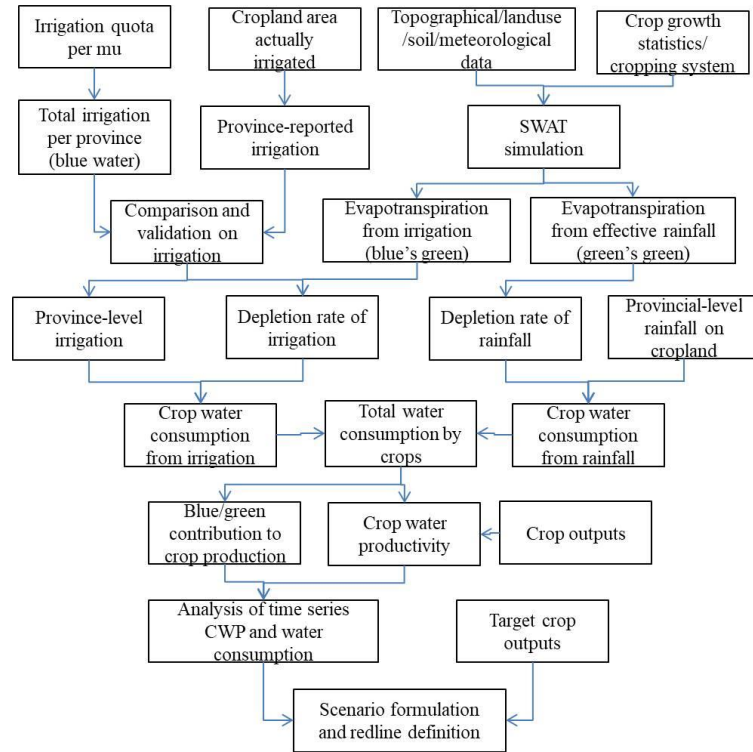 Irrigation quota
per mu
Cropland area
actually
irrigated
Topographical/landuse
/soil/meteorological
data
Crop growth
statistics/
cropping system
Total irrigation
per province
(blue water)
Province-reported
irrigation
SWAT
simulation
Comparison and
validation on
irrigation
Evapotranspiration
from irrigation
(blue's green)
Evapotranspiration
from effective rainfall
(green's green)
Province-level
irrigation
Depletion rate of
irrigation
Depletion rate of
rainfall
Provincial-level
rainfall on
cropland
Crop water
consumption
from irrigation
Total water
consumption by
crops
Crop water
consumption
from rainfall
Blue/green
contribution to
crop production
Crop water
productivity
Crop outputs
Analysis of time series
CWP and water
consumption
Target crop
outputs
Scenario formulation
and redline definition